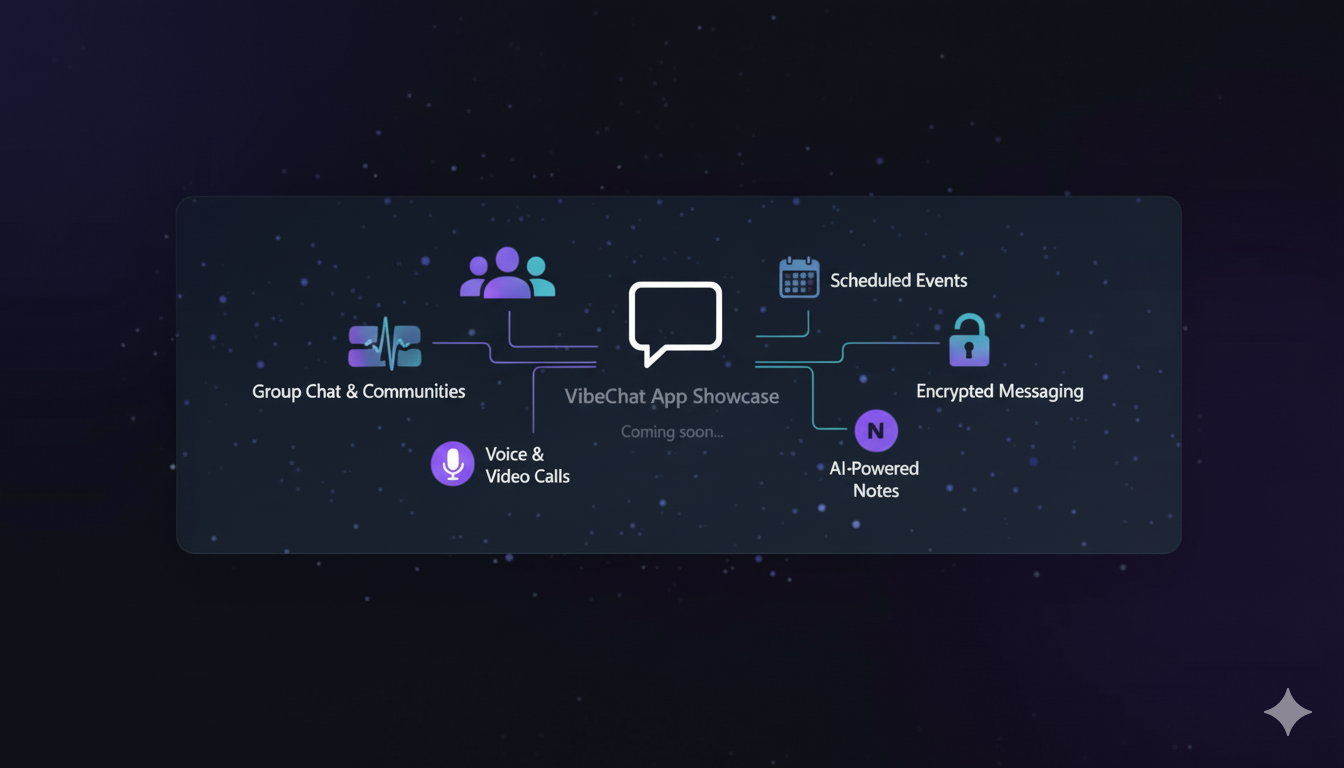 Scheduled Events
Group Chat & Communities
VibeChat App Showcase
Encrypted Messaging
Coming soon...
Voice &
Video Calls
N
AI-Powered
Notes